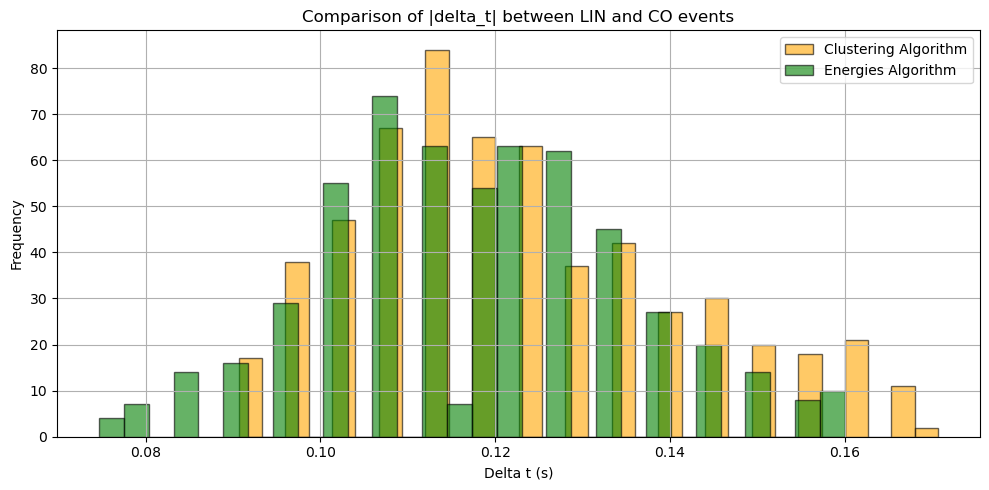 Comparison of |delta_t| between LIN and CO events
Clustering Algorithm
Energies Algorithm
Frequency
80
70
60
50
40
30
20
10
0
0.08 0.10 0.12 0.14 0.16
Delta t (s)